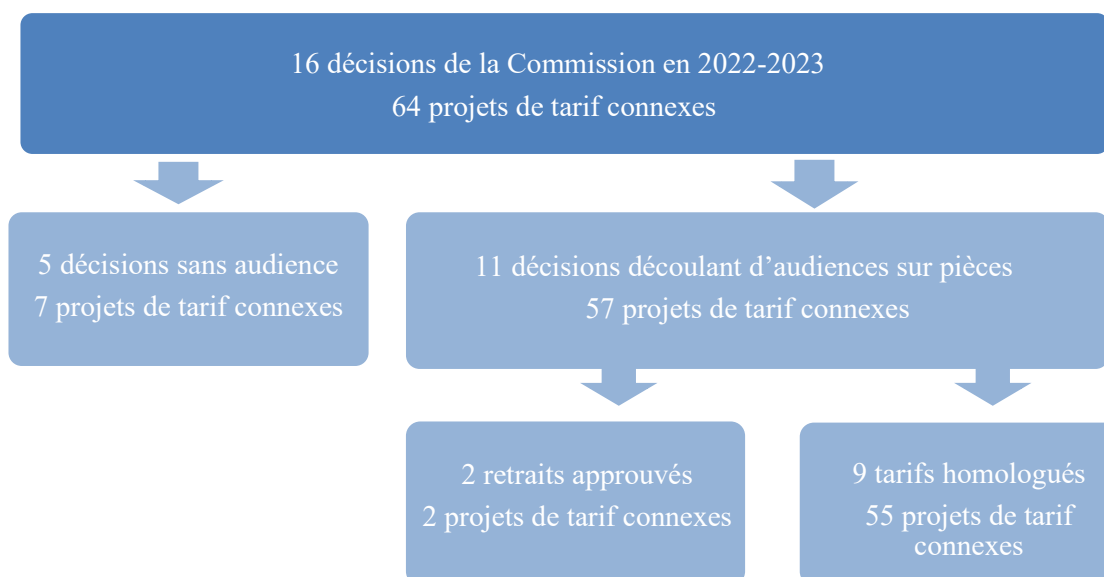 16 décisions de la Commission en 2022-2023
64 projets de tarif connexes
5 décisions sans audience
7 projets de tarif connexes
11 décisions découlant d’audiences sur pièces
57 projets de tarif connexes
2 retraits approuvés
2 projets de tarif connexes
9 tarifs homologués
55 projets de tarif
connexes